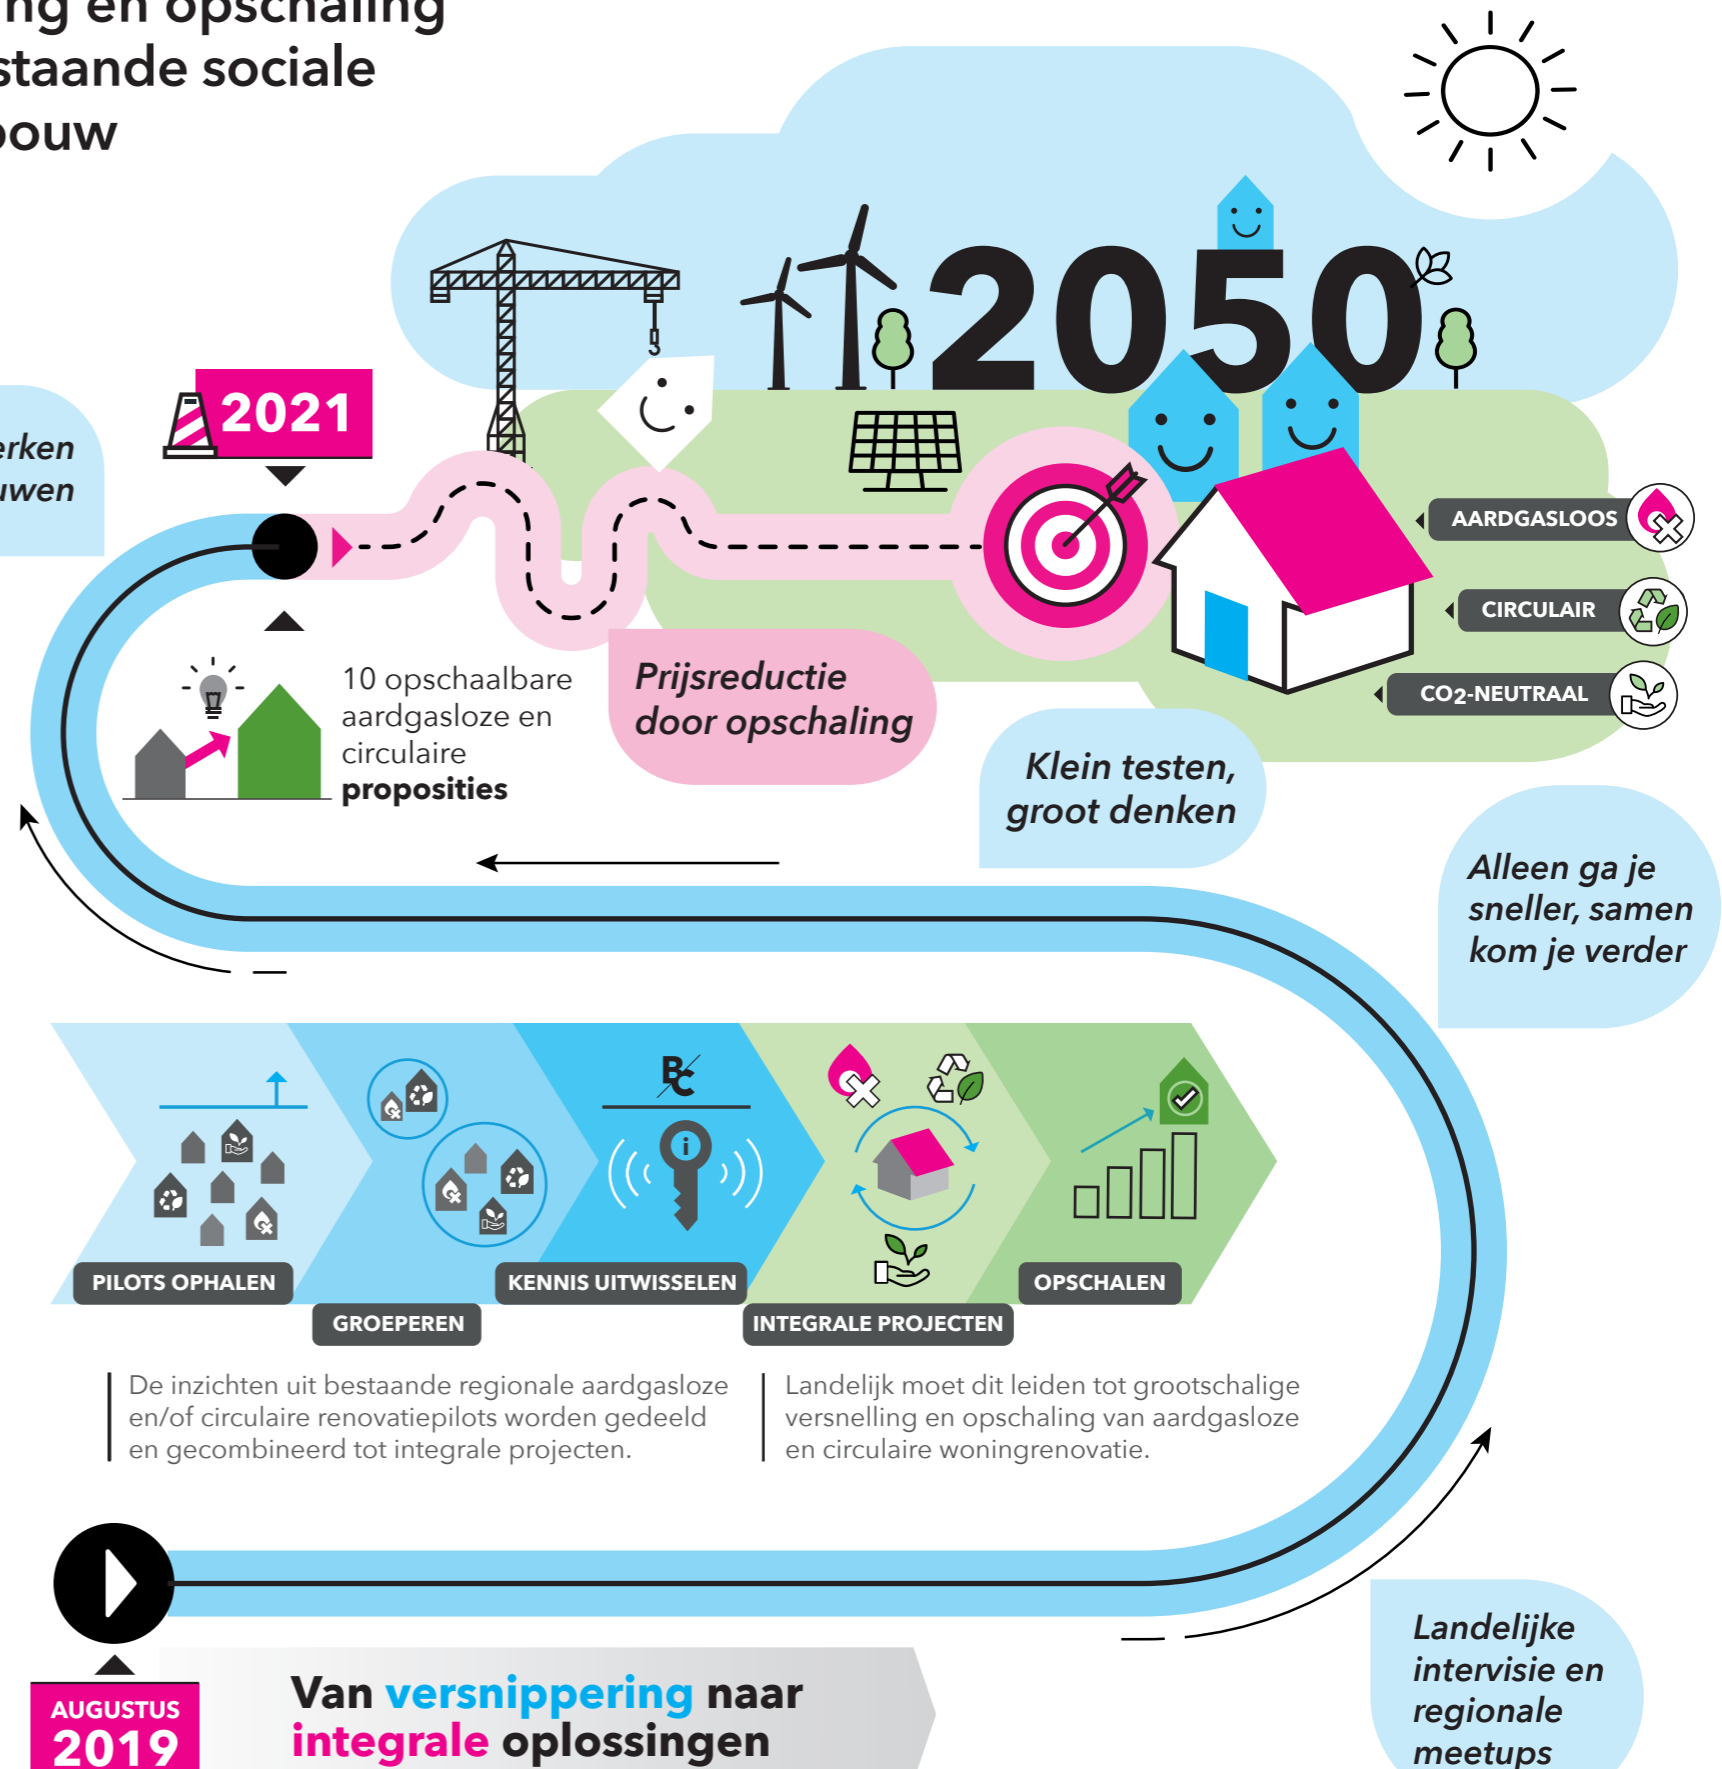 ng en opschaling
staande sociale
bouw
2050
2021
erken
uwen
AARDGASLOOS
CIRCULAIR
CO2-NEUTRAAL
10 opschaalbare
aardgasloze en
circulaire
proposities
Prijsreductie
door opschaling
Klein testen,
groot denken
Alleen ga je
sneller, samen
kom je verder
B
C
i
PILOTS OPHALEN
GROEPEREN
KENNIS UITWISSELEN
INTEGRALE PROJECTEN
OPSCHALEN
De inzichten uit bestaande regionale aardgasloze
en/of circulaire renovatiepilots worden gedeeld
en gecombineerd tot integrale projecten.
Landelijk moet dit leiden tot grootschalige
versnelling en opschaling van aardgasloze
en circulaire woningrenovatie.
AUGUSTUS
2019
Van versnippering naar
integrale oplossingen
Landelijke
intervisie en
regionale
meetups